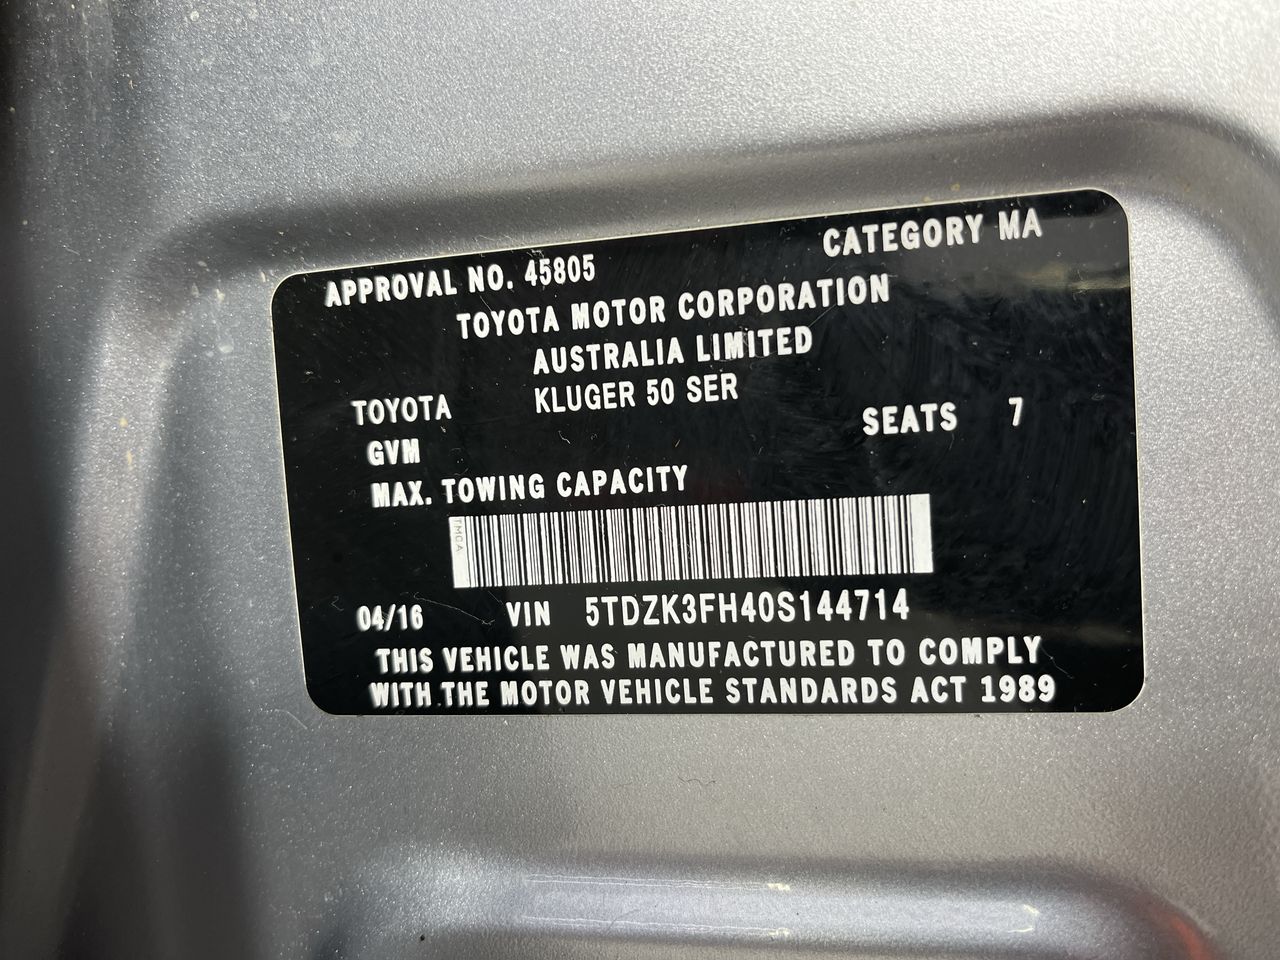 APPROVAL NO. 45805 CATEGORY MA
TOYOTA MOTOR CORPORATION
AUSTRALIA LIMITED
TOYOTA KLUGER 50 SER
GVM SEATS 7
MAX. TOWING CAPACITY
TMCA
04/16 VIN 5TDZK3FH40S144714
THIS VEHICLE WAS MANUFACTURED TO COMPLY
WITH THE MOTOR VEHICLE STANDARDS ACT 1989